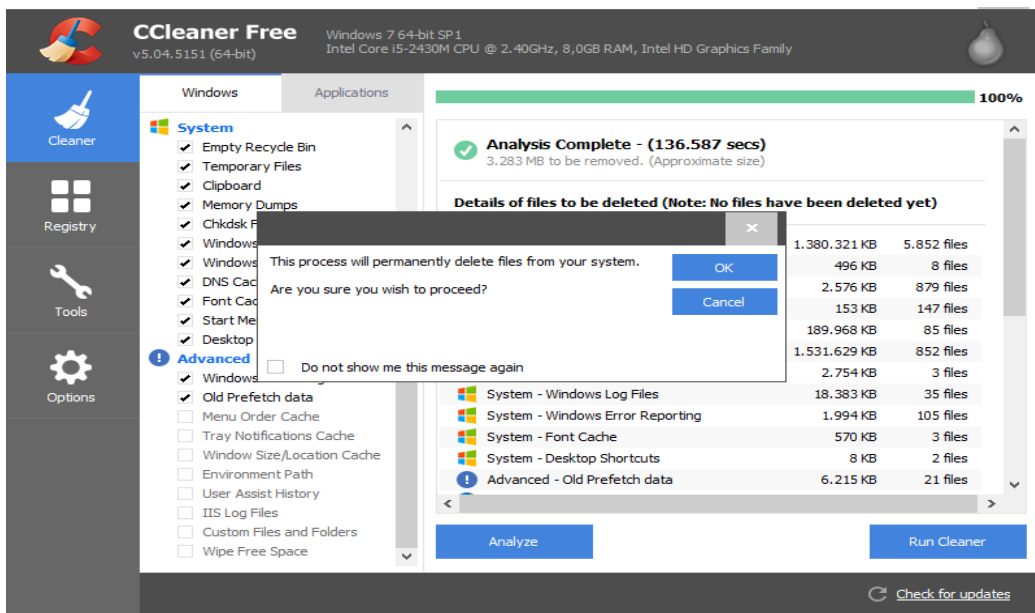 CCleaner Free
v5.04.5151 (64-bit)
Windows 7 64-bit SP1
Intel Core i5-2430M CPU @ 2.40GHz, 8,0GB RAM, Intel HD Graphics Family
Cleaner
Registry
Tools
Options
Windows
Applications
System
Empty Recycle Bin
Temporary Files
Clipboard
Memory Dumps
Chkdsk F
Windows
Windows
DNS Cac
Font Cac
Start Me
Desktop
Advanced
Windows
Old Prefetch data
Menu Order Cache
Tray Notifications Cache
Window Size/Location Cache
Environment Path
User Assist History
IIS Log Files
Custom Files and Folders
Wipe Free Space
100%
Analysis Complete - (136.587 secs)
3.283 MB to be removed. (Approximate size)
Details of files to be deleted (Note: No files have been deleted yet)
1.380.321 KB 5.852 files
496 KB 8 files
2.576 KB 879 files
153 KB 147 files
189.968 KB 85 files
1.531.629 KB 852 files
2.754 KB 3 files
System - Windows Log Files 18.383 KB 35 files
System - Windows Error Reporting 1.994 KB 105 files
System - Font Cache 570 KB 3 files
System - Desktop Shortcuts 8 KB 2 files
Advanced - Old Prefetch data 6.215 KB 21 files
This process will permanently delete files from your system.
Are you sure you wish to proceed?
OK
Cancel
Do not show me this message again
Analyze
Run Cleaner
Check for updates